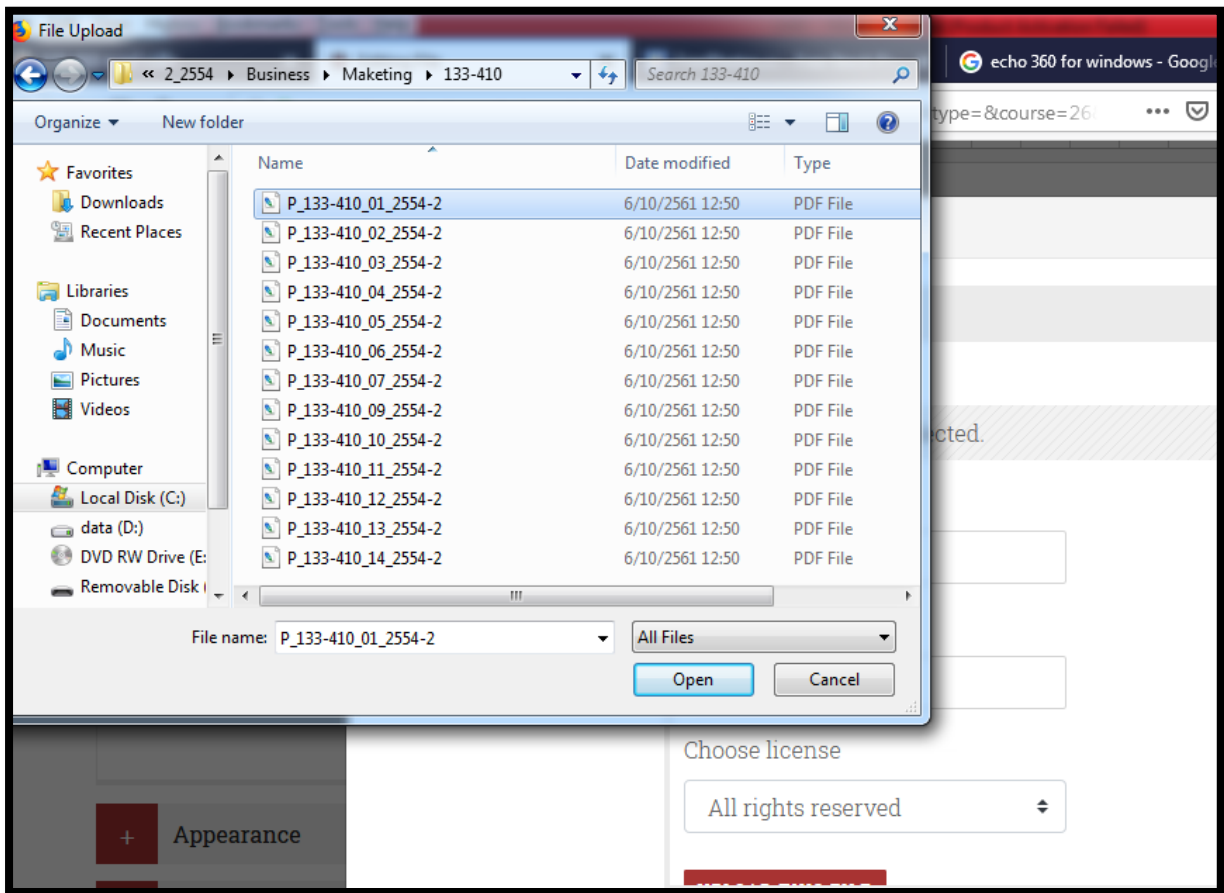 File Upload
echo 360 for windows - Googl
« 2_2554 ▸ Business ▸ Maketing ▸ 133-410
Search 133-410
type=&course=26
Organize
New folder
Favorites
Downloads
Recent Places
Libraries
Documents
Music
Pictures
Videos
Computer
Local Disk (C:)
data (D:)
DVD RW Drive (E:
Removable Disk (
Name Date modified Type
P_133-410_01_2554-2 6/10/2561 12:50 PDF File
P_133-410_02_2554-2 6/10/2561 12:50 PDF File
P_133-410_03_2554-2 6/10/2561 12:50 PDF File
P_133-410_04_2554-2 6/10/2561 12:50 PDF File
P_133-410_05_2554-2 6/10/2561 12:50 PDF File
P_133-410_06_2554-2 6/10/2561 12:50 PDF File
P_133-410_07_2554-2 6/10/2561 12:50 PDF File
P_133-410_09_2554-2 6/10/2561 12:50 PDF File
P_133-410_10_2554-2 6/10/2561 12:50 PDF File
P_133-410_11_2554-2 6/10/2561 12:50 PDF File
P_133-410_12_2554-2 6/10/2561 12:50 PDF File
P_133-410_13_2554-2 6/10/2561 12:50 PDF File
P_133-410_14_2554-2 6/10/2561 12:50 PDF File
ected.
File name: P_133-410_01_2554-2
All Files
Open
Cancel
Choose license
All rights reserved
+ Appearance